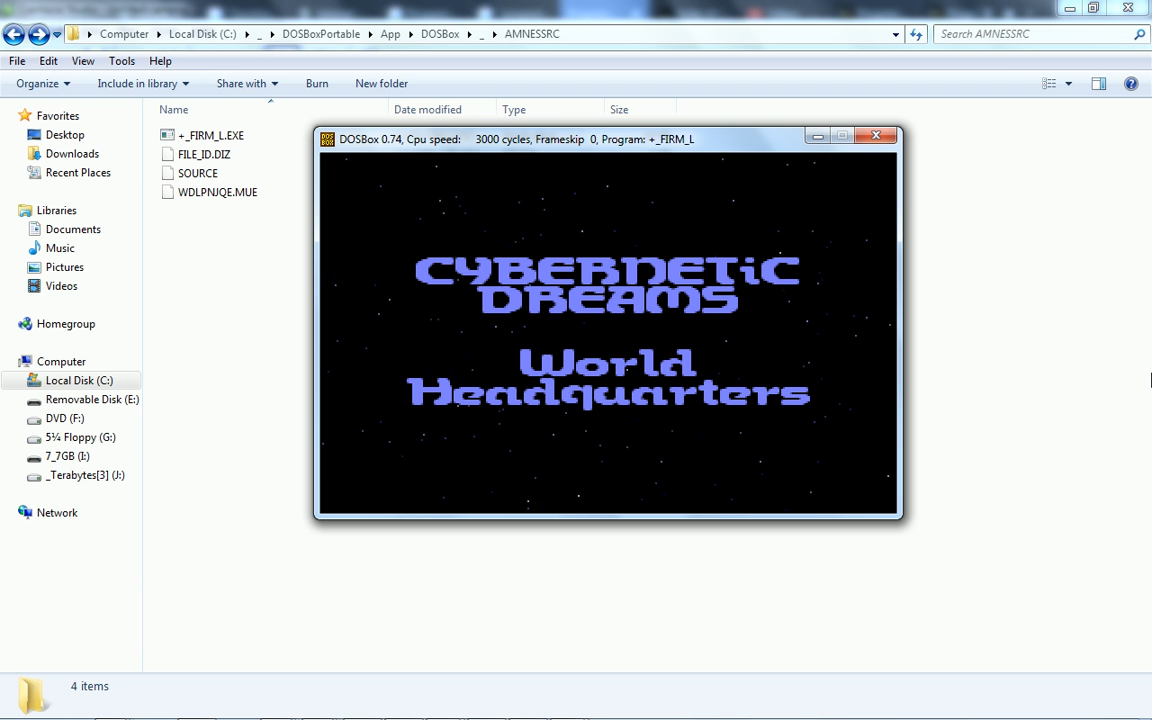 Computer ▸ Local Disk (C:) ▸ _ ▸ DOSBoxPortable ▸ App ▸ DOSBox ▸ _ ▸ AMNESSRC
Search AMNESSRC
File Edit View Tools Help
Organize Include in library Share with Burn New folder
Name Date modified Type Size
Favorites
Desktop
Downloads
Recent Places
Libraries
Documents
Music
Pictures
Videos
Homegroup
Computer
Local Disk (C:)
Removable Disk (E:)
DVD (F:)
5¼ Floppy (G:)
7_7GB (I:)
_Terabytes[3] (J:)
Network
+_FIRM_L.EXE
FILE_ID.DIZ
SOURCE
WDLPNJQE.MUE
DOSBox 0.74, Cpu speed: 3000 cycles, Frameskip 0, Program: +_FIRM_L
CYBERNETiC
DREAMS
World
Headquarters
4 items